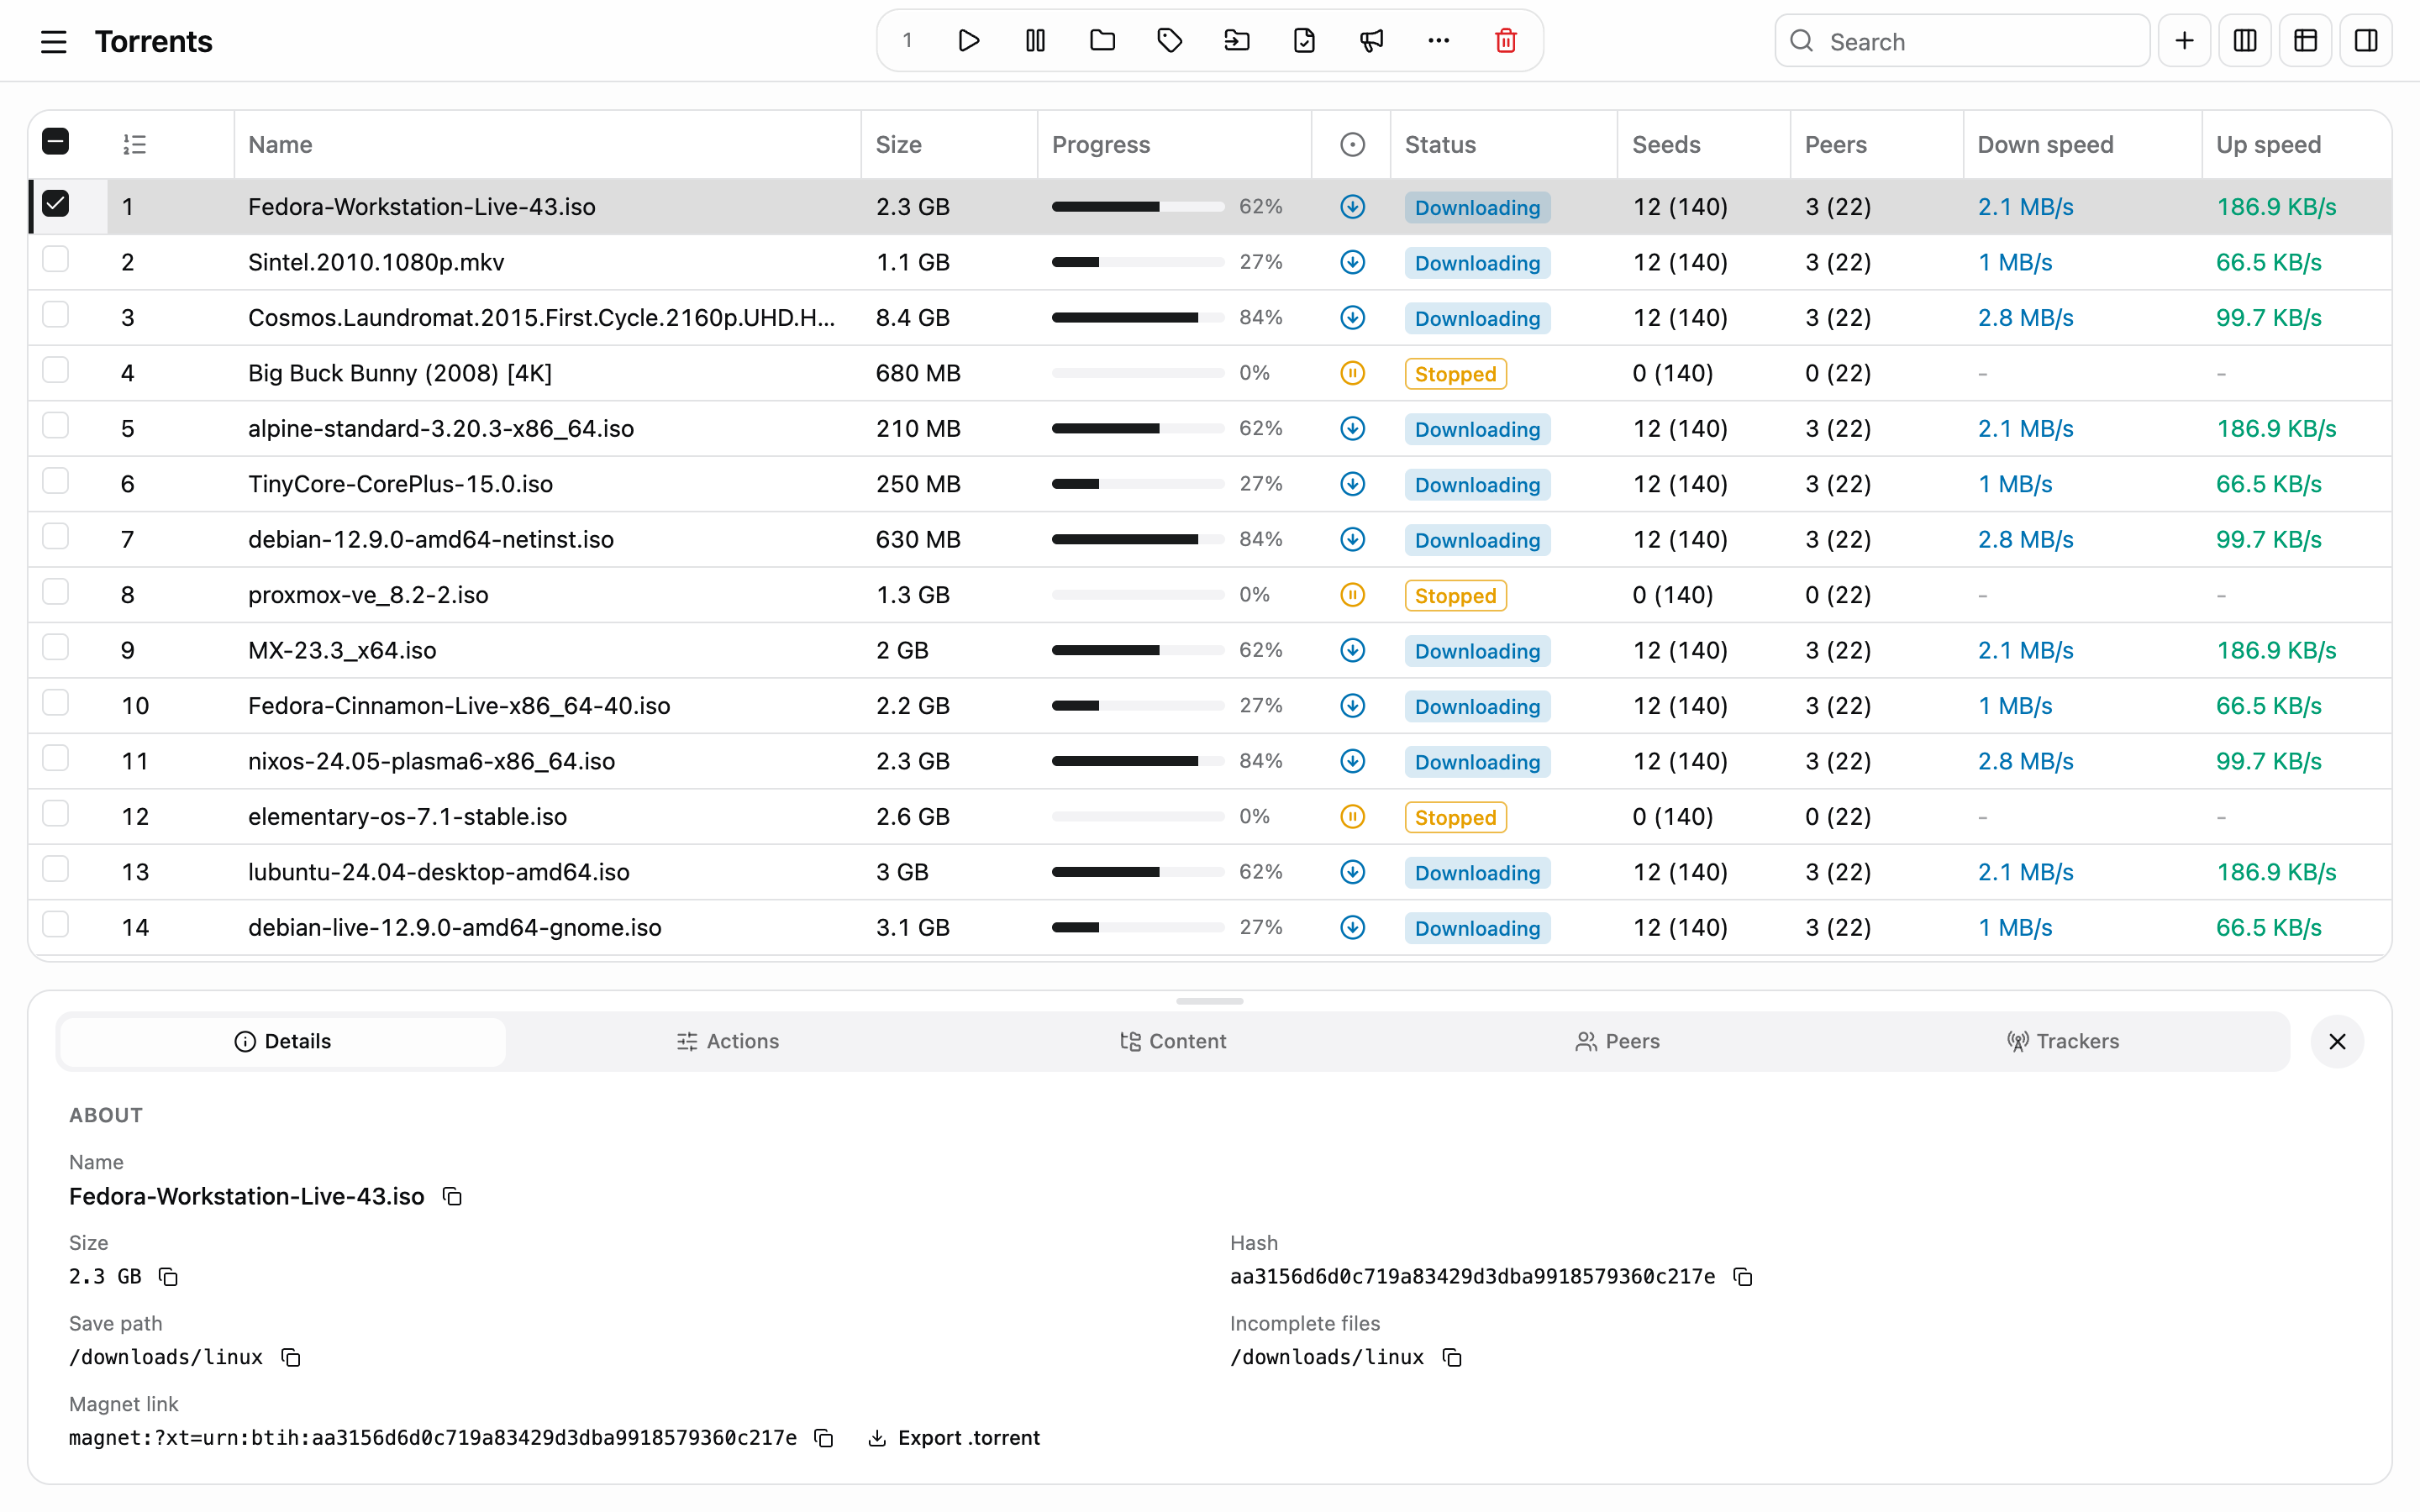 Torrents 1 Search
Name Size Progress Status Seeds Peers Down speed Up speed
1 Fedora-Workstation-Live-43.iso 2.3 GB 62% Downloading 12 (140) 3 (22) 2.1 MB/s 186.9 KB/s
2 Sintel.2010.1080p.mkv 1.1 GB 27% Downloading 12 (140) 3 (22) 1 MB/s 66.5 KB/s
3 Cosmos.Laundromat.2015.First.Cycle.2160p.UHD.H... 8.4 GB 84% Downloading 12 (140) 3 (22) 2.8 MB/s 99.7 KB/s
4 Big Buck Bunny (2008) [4K] 680 MB 0% Stopped 0 (140) 0 (22) - -
5 alpine-standard-3.20.3-x86_64.iso 210 MB 62% Downloading 12 (140) 3 (22) 2.1 MB/s 186.9 KB/s
6 TinyCore-CorePlus-15.0.iso 250 MB 27% Downloading 12 (140) 3 (22) 1 MB/s 66.5 KB/s
7 debian-12.9.0-amd64-netinst.iso 630 MB 84% Downloading 12 (140) 3 (22) 2.8 MB/s 99.7 KB/s
8 proxmox-ve_8.2-2.iso 1.3 GB 0% Stopped 0 (140) 0 (22) - -
9 MX-23.3_x64.iso 2 GB 62% Downloading 12 (140) 3 (22) 2.1 MB/s 186.9 KB/s
10 Fedora-Cinnamon-Live-x86_64-40.iso 2.2 GB 27% Downloading 12 (140) 3 (22) 1 MB/s 66.5 KB/s
11 nixos-24.05-plasma6-x86_64.iso 2.3 GB 84% Downloading 12 (140) 3 (22) 2.8 MB/s 99.7 KB/s
12 elementary-os-7.1-stable.iso 2.6 GB 0% Stopped 0 (140) 0 (22) - -
13 lubuntu-24.04-desktop-amd64.iso 3 GB 62% Downloading 12 (140) 3 (22) 2.1 MB/s 186.9 KB/s
14 debian-live-12.9.0-amd64-gnome.iso 3.1 GB 27% Downloading 12 (140) 3 (22) 1 MB/s 66.5 KB/s
Details Actions Content Peers Trackers
ABOUT
Name
Fedora-Workstation-Live-43.iso
Size Hash
2.3 GB aa3156d6d0c719a83429d3dba9918579360c217e
Save path Incomplete files
/downloads/linux /downloads/linux
Magnet link
magnet:?xt=urn:btih:aa3156d6d0c719a83429d3dba9918579360c217e Export .torrent